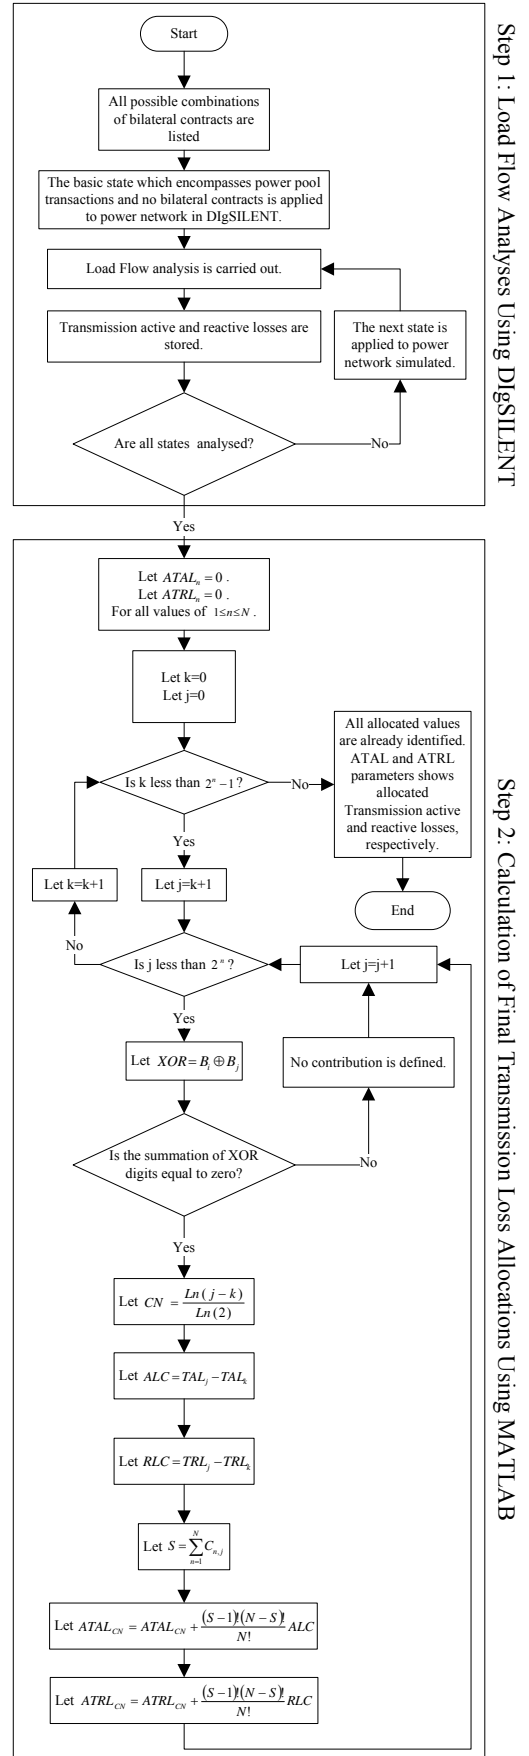 Step 1: Load Flow Analyses Using DIgSILENT
Start
All possible combinations
of bilateral contracts are
listed
The basic state which encompasses power pool
transactions and no bilateral contracts is applied
to power network in DIgSILENT.
Load Flow analysis is carried out.
Transmission active and reactive losses are
stored.
The next state is
applied to power
network simulated.
Are all states analysed?
No
Yes
Step 2: Calculation of Final Transmission Loss Allocations Using MATLAB
Let ATAL_n = 0 .
Let ATRL_n = 0 .
For all values of 1≤n≤N .
Let k=0
Let j=0
Is k less than 2^n −1 ?
No
All allocated values
are already identified.
ATAL and ATRL
parameters shows
allocated
Transmission active
and reactive losses,
respectively.
End
Yes
Let k=k+1
Let j=k+1
No
Is j less than 2^n ?
Let j=j+1
Yes
Let XOR = B_i ⊕ B_j
No contribution is defined.
Is the summation of XOR
digits equal to zero?
No
Yes
Let CN = Ln(j−k) / Ln(2)
Let ALC = TAL_j − TAL_k
Let RLC = TRL_j − TRL_k
Let S = ∑_{n=1}^{N} C_{n,j}
Let ATAL_CN = ATAL_CN + (S−1)!(N−S)! / N! ALC
Let ATRL_CN = ATRL_CN + (S−1)!(N−S)! / N! RLC